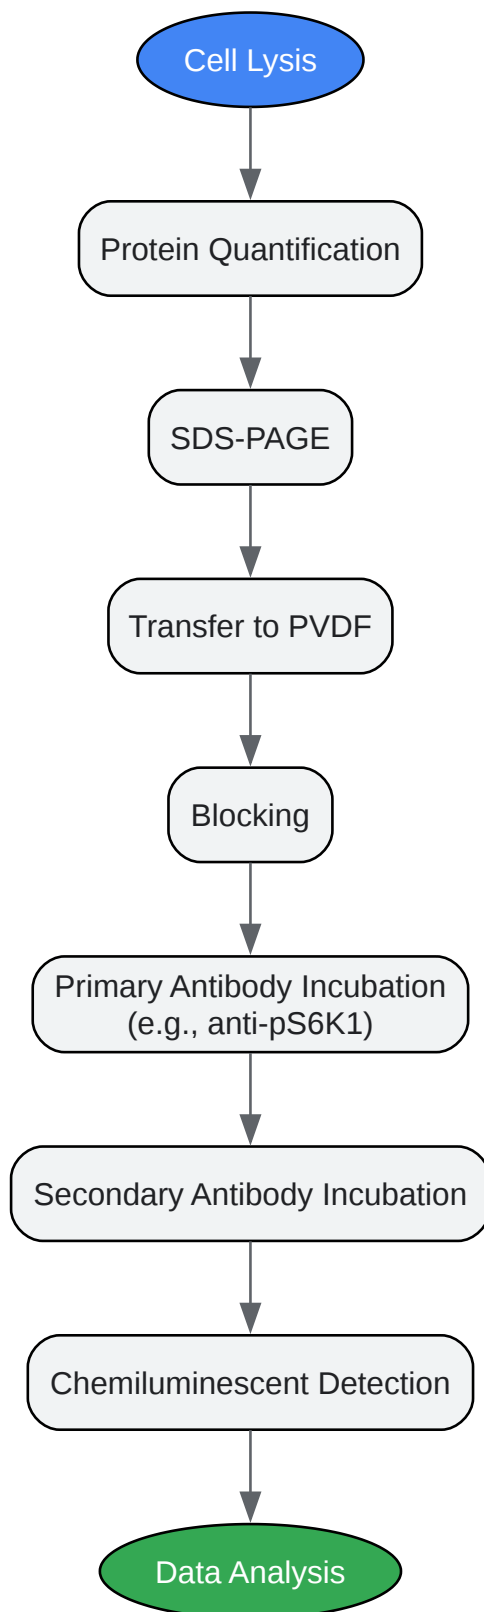 Cell Lysis
Protein Quantification
SDS-PAGE
Transfer to PVDF
Blocking
Primary Antibody Incubation
(e.g., anti-pS6K1)
Secondary Antibody Incubation
Chemiluminescent Detection
Data Analysis